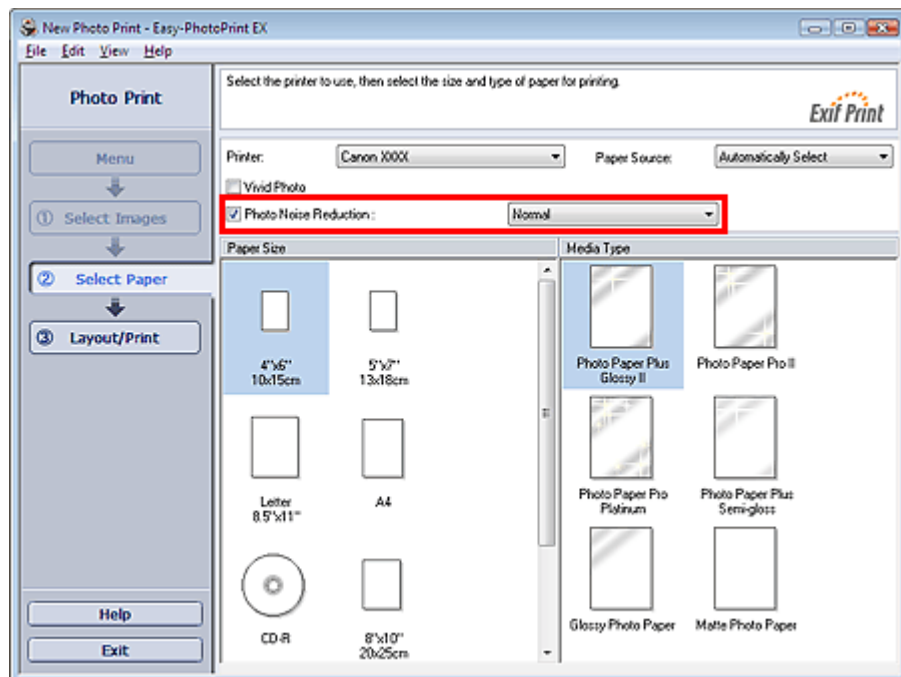 New Photo Print - Easy-PhotoPrint EX
File Edit View Help
Photo Print
Select the printer to use, then select the size and type of paper for printing.
Exif Print
Menu
① Select Images
② Select Paper
③ Layout/Print
Help
Exit
Printer: Canon XXXX Paper Source: Automatically Select
Vivid Photo
Photo Noise Reduction : Normal
Paper Size
4"x6"
10x15cm
5"x7"
13x18cm
Letter
8.5"x11"
A4
CD-R
8"x10"
20x25cm
Media Type
Photo Paper Plus
Glossy II
Photo Paper Pro II
Photo Paper Pro
Platinum
Photo Paper Plus
Semi-gloss
Glossy Photo Paper
Matte Photo Paper